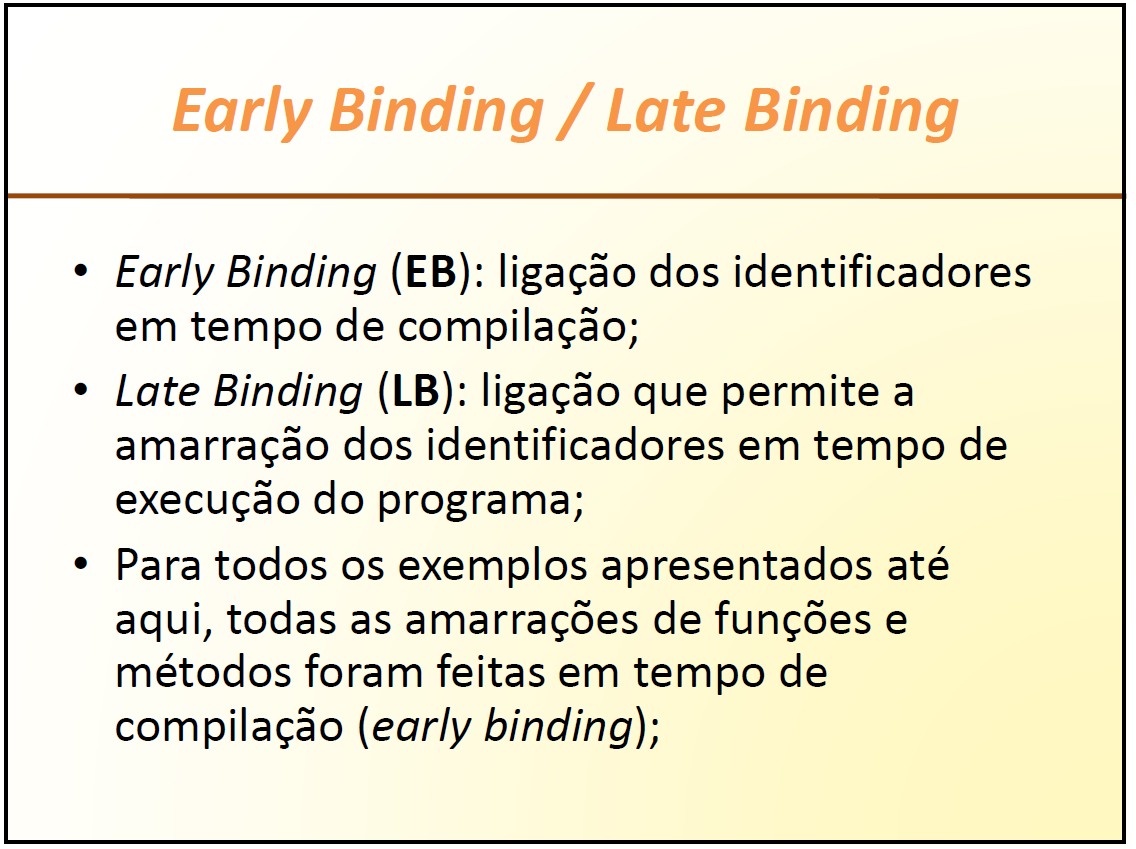 Early Binding / Late Binding
• Early Binding (EB): ligação dos identificadores
em tempo de compilação;
• Late Binding (LB): ligação que permite a
amarração dos identificadores em tempo de
execução do programa;
• Para todos os exemplos apresentados até
aqui, todas as amarrações de funções e
métodos foram feitas em tempo de
compilação (early binding);